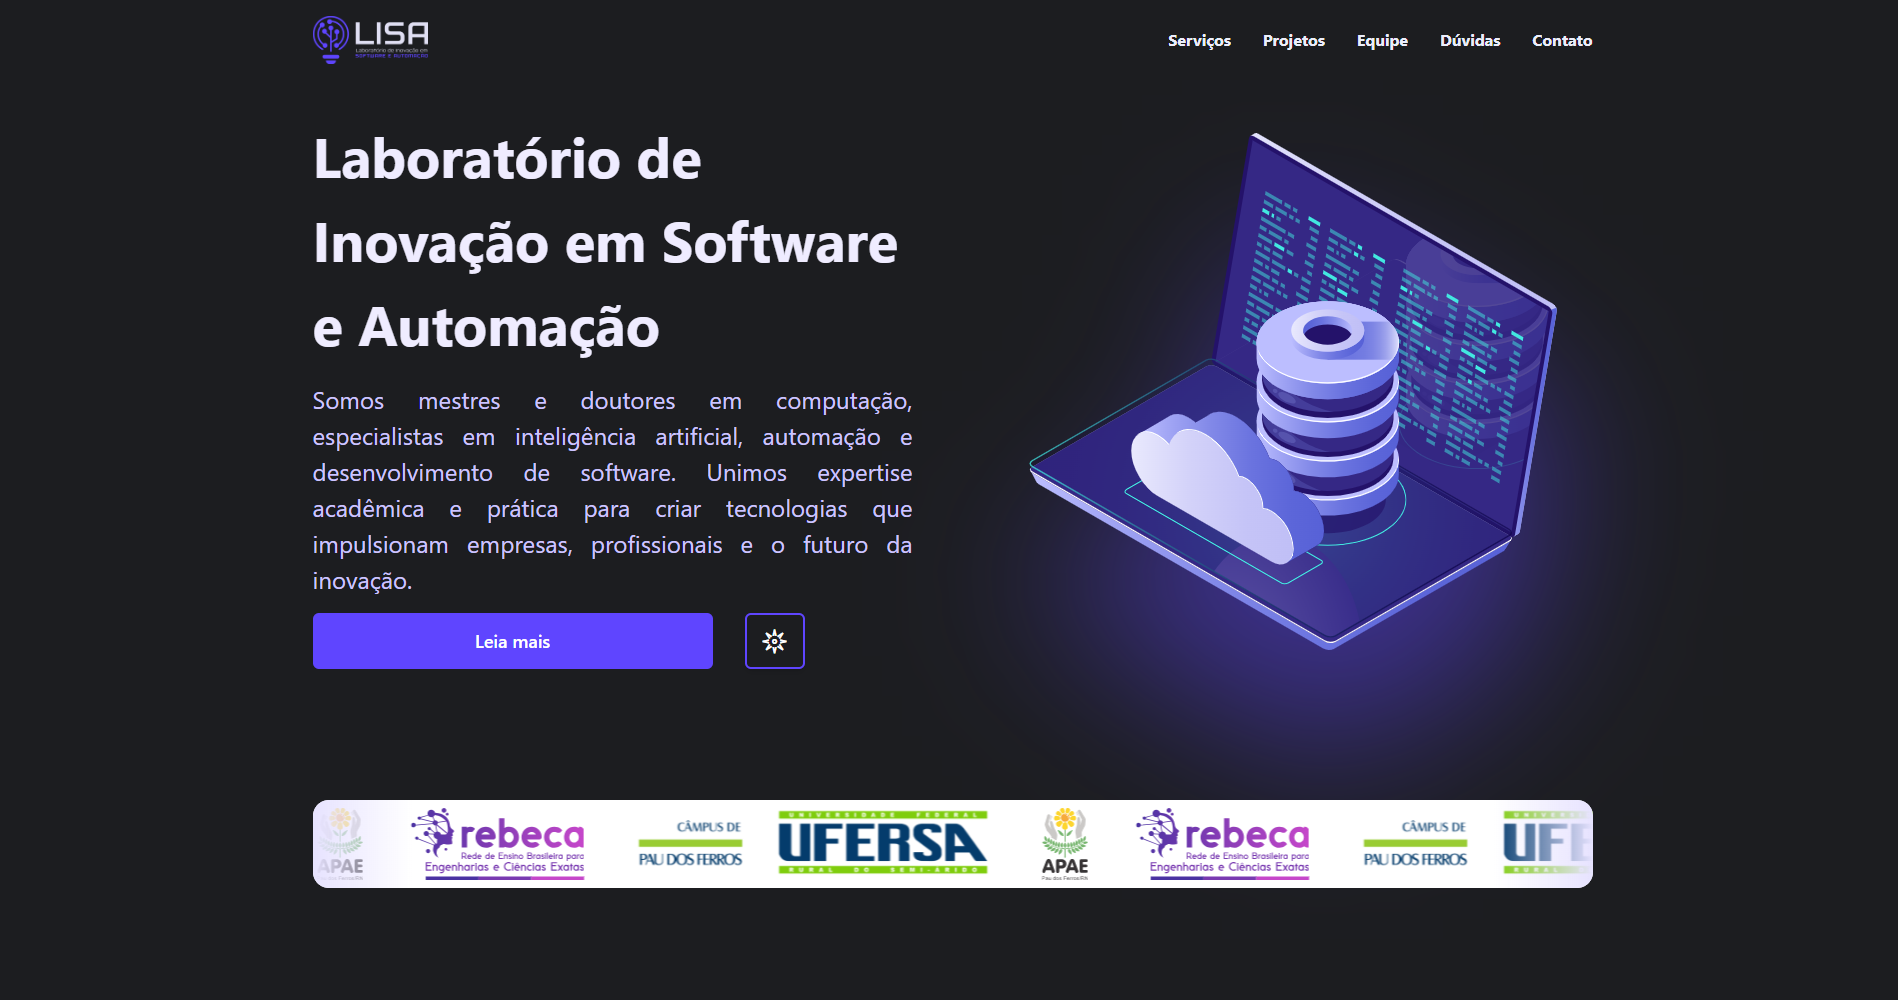 LISA
Laboratório de Inovação em
SOFTWARE E AUTOMAÇÃO
Serviços Projetos Equipe Dúvidas Contato
Laboratório de
Inovação em Software
e Automação
Somos mestres e doutores em computação,
especialistas em inteligência artificial, automação e
desenvolvimento de software. Unimos expertise
acadêmica e prática para criar tecnologias que
impulsionam empresas, profissionais e o futuro da
inovação.
Leia mais
APAE
Pau dos Ferros/RN
rebeca
Rede de Ensino Brasileira para
Engenharias e Ciências Exatas
CÂMPUS DE
PAU DOS FERROS
UNIVERSIDADE FEDERAL
UFERSA
RURAL DO SEMI-ÁRIDO
APAE
Pau dos Ferros/RN
rebeca
Rede de Ensino Brasileira para
Engenharias e Ciências Exatas
CÂMPUS DE
PAU DOS FERROS
UFE